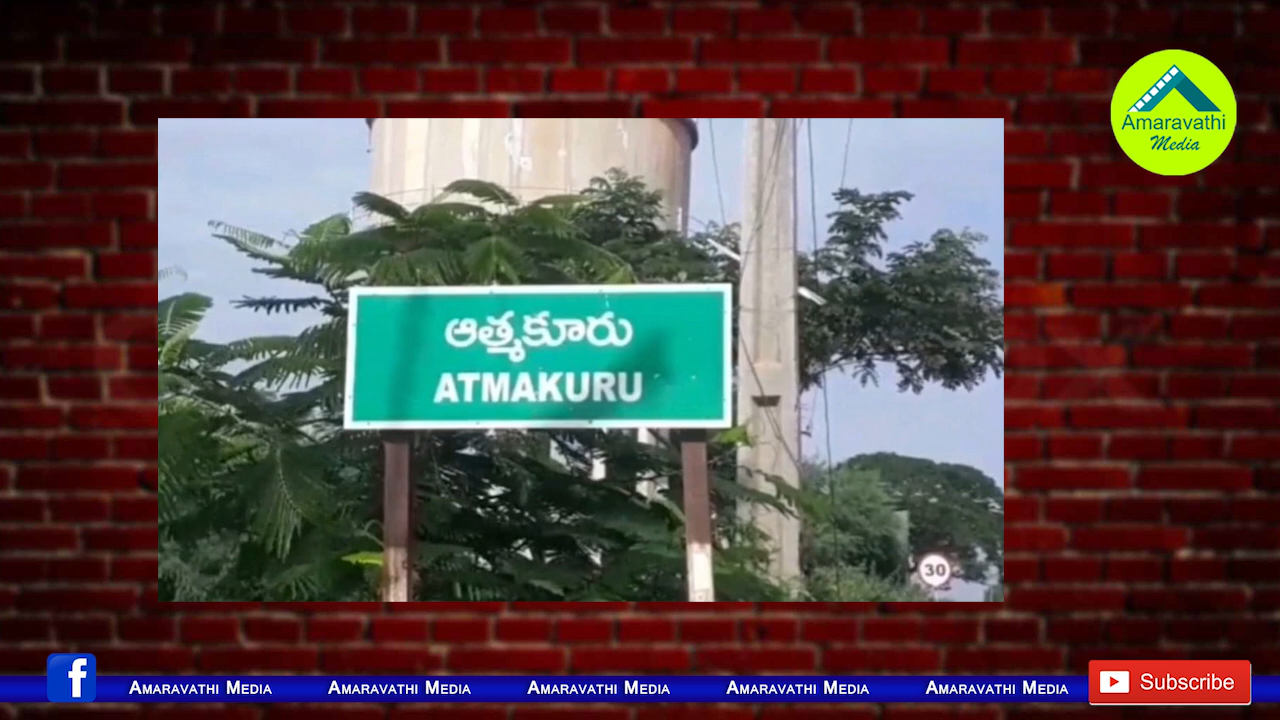 Amaravathi
Media
ఆత్మకూరు
ATMAKURU
30
f
Amaravathi Media Amaravathi Media Amaravathi Media Amaravathi Media Amaravathi Media
Subscribe